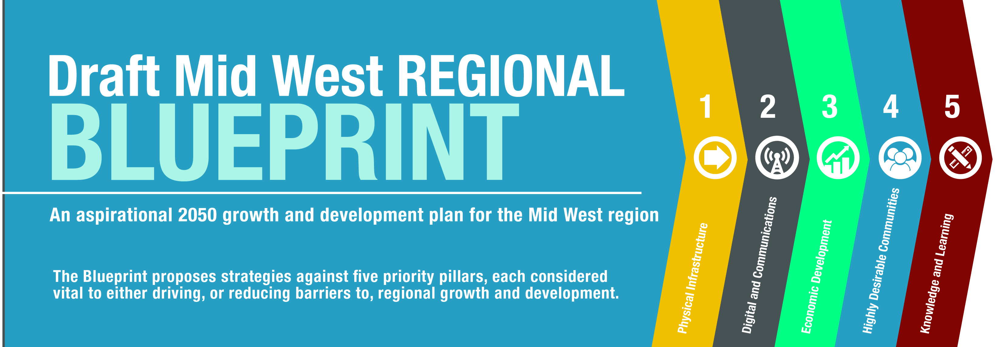 Draft Mid West REGIONAL
BLUEPRINT
An aspirational 2050 growth and development plan for the Mid West region
The Blueprint proposes strategies against five priority pillars, each considered
vital to either driving, or reducing barriers to, regional growth and development.
1
Physical Infrastructure
2
Digital and Communications
3
Economic Development
4
Highly Desirable Communities
5
Knowledge and Learning